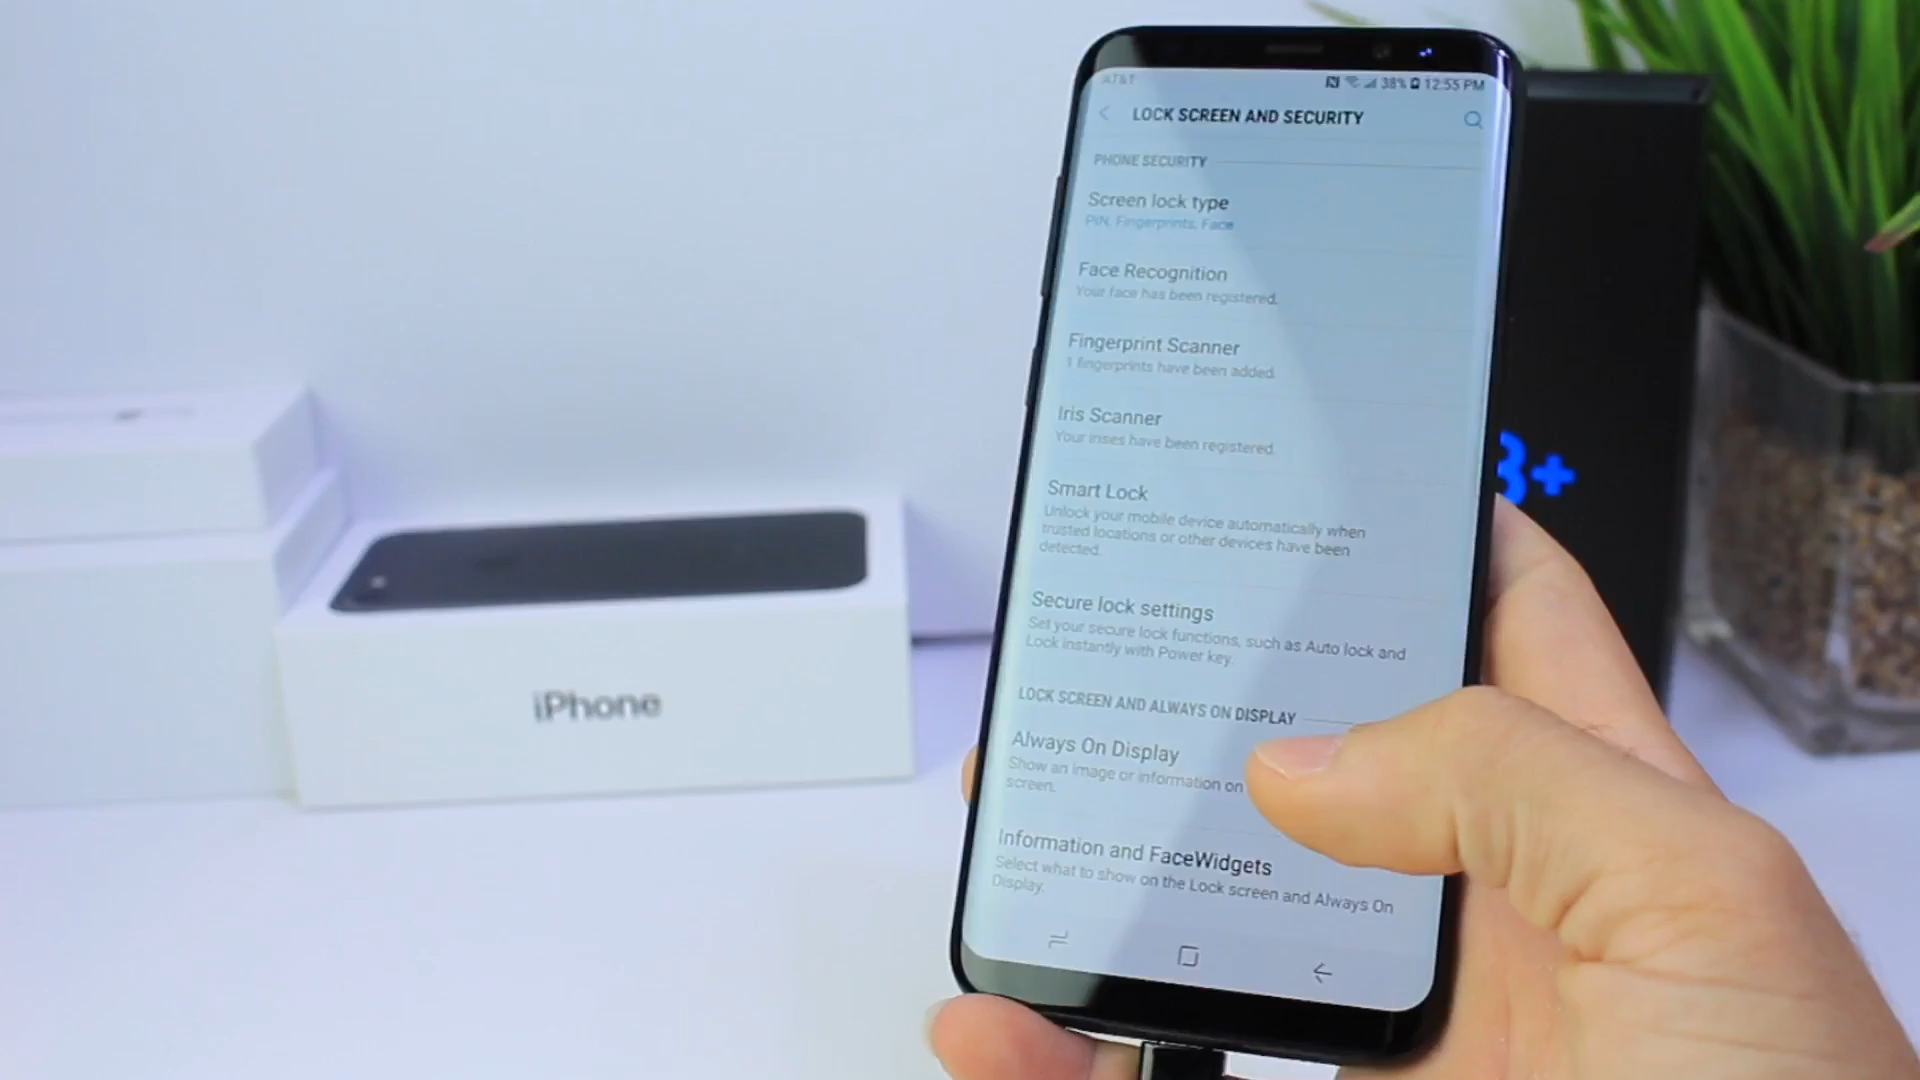 AT&T
38% 12:55 PM
LOCK SCREEN AND SECURITY
PHONE SECURITY
Screen lock type
PIN, Fingerprints, Face
Face Recognition
Your face has been registered.
Fingerprint Scanner
1 fingerprints have been added.
Iris Scanner
Your irises have been registered.
Smart Lock
Unlock your mobile device automatically when
trusted locations or other devices have been
detected.
Secure lock settings
Set your secure lock functions, such as Auto lock and
Lock instantly with Power key.
LOCK SCREEN AND ALWAYS ON DISPLAY
Always On Display
Show an image or information on
screen.
Information and FaceWidgets
Select what to show on the Lock screen and Always On
Display.
iPhone
8+